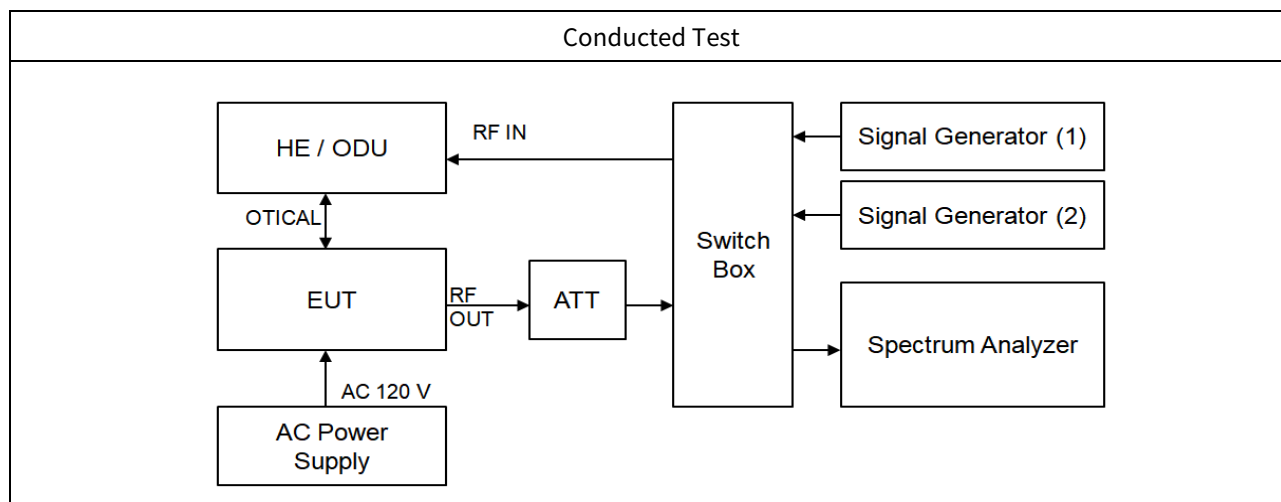 Conducted Test
HE / ODU
RF IN
Signal Generator (1)
OTICAL
Signal Generator (2)
Switch
Box
EUT
RF
OUT
ATT
Spectrum Analyzer
AC 120 V
AC Power
Supply